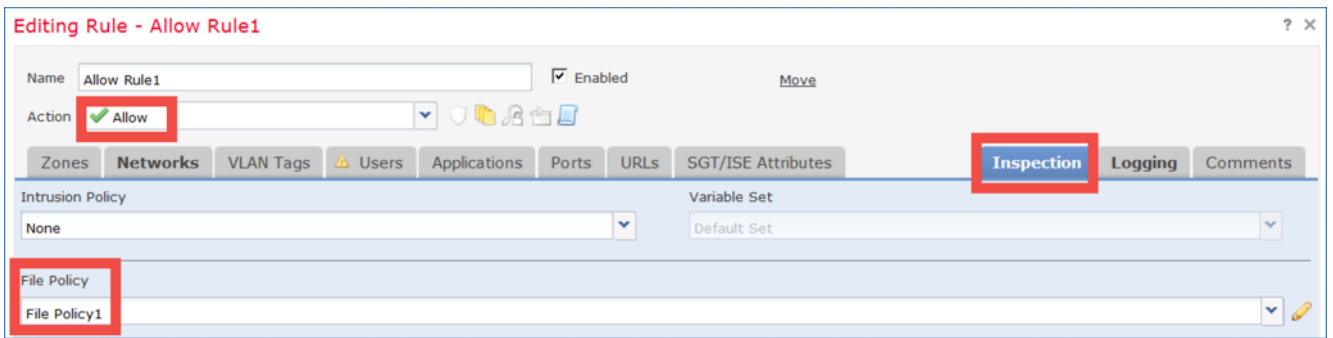 Editing Rule - Allow Rule1 ? ×
Name Allow Rule1 Enabled Move
Action Allow
Zones Networks VLAN Tags Users Applications Ports URLs SGT/ISE Attributes Inspection Logging Comments
Intrusion Policy Variable Set
None Default Set
File Policy
File Policy1